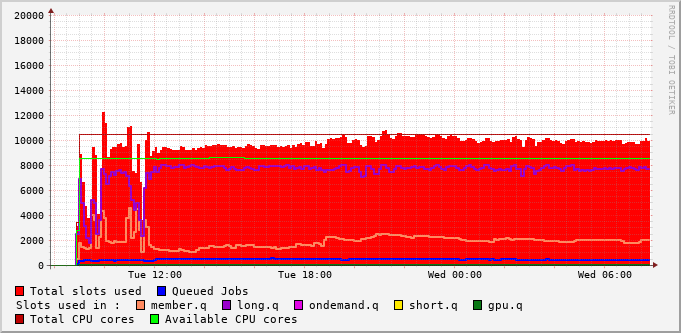 20000
18000
16000
14000
12000
10000
8000
6000
4000
2000
0
Tue 12:00 Tue 18:00 Wed 00:00 Wed 06:00
Total slots used Queued Jobs
Slots used in : member.q long.q ondemand.q short.q gpu.q
Total CPU cores Available CPU cores
RRDTOOL / TOBI OETIKER